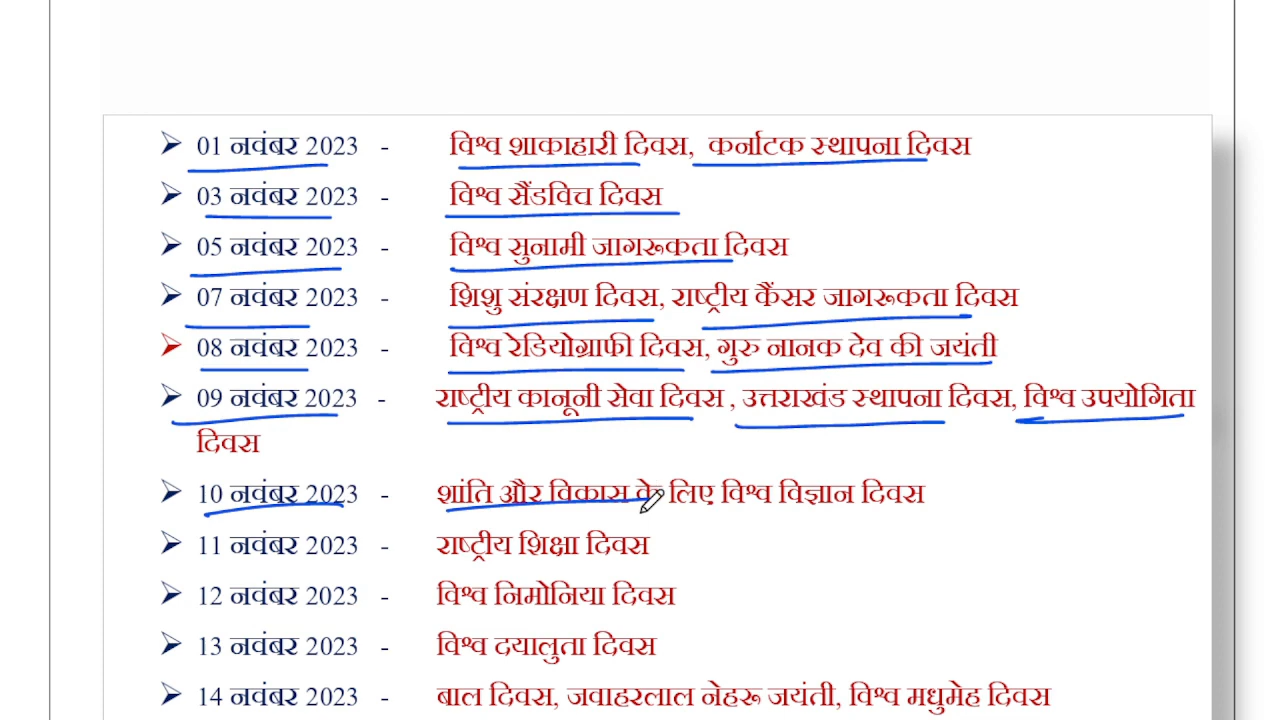 ➢ 01 नवंबर 2023 - विश्व शाकाहारी दिवस, कर्नाटक स्थापना दिवस
➢ 03 नवंबर 2023 - विश्व सैंडविच दिवस
➢ 05 नवंबर 2023 - विश्व सुनामी जागरूकता दिवस
➢ 07 नवंबर 2023 - शिशु संरक्षण दिवस, राष्ट्रीय कैंसर जागरूकता दिवस
➢ 08 नवंबर 2023 - विश्व रेडियोग्राफी दिवस, गुरु नानक देव की जयंती
➢ 09 नवंबर 2023 - राष्ट्रीय कानूनी सेवा दिवस , उत्तराखंड स्थापना दिवस, विश्व उपयोगिता
दिवस
➢ 10 नवंबर 2023 - शांति और विकास के लिए विश्व विज्ञान दिवस
➢ 11 नवंबर 2023 - राष्ट्रीय शिक्षा दिवस
➢ 12 नवंबर 2023 - विश्व निमोनिया दिवस
➢ 13 नवंबर 2023 - विश्व दयालुता दिवस
➢ 14 नवंबर 2023 - बाल दिवस, जवाहरलाल नेहरू जयंती, विश्व मधुमेह दिवस